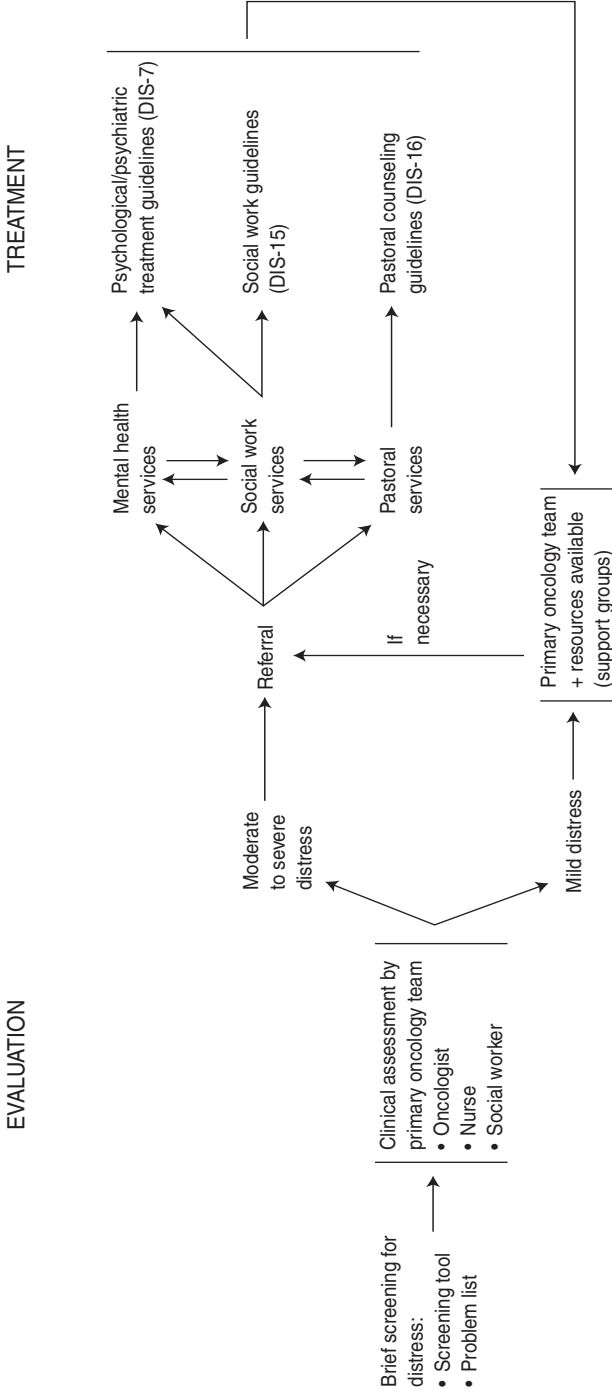 EVALUATION
TREATMENT
Brief screening for
distress:
• Screening tool
• Problem list
Clinical assessment by
primary oncology team
• Oncologist
• Nurse
• Social worker
Moderate
to severe
distress
Mild distress
Referral
If
necessary
Primary oncology team
+ resources available
(support groups)
Mental health
services
Social work
services
Pastoral
services
Psychological/psychiatric
treatment guidelines (DIS-7)
Social work guidelines
(DIS-15)
Pastoral counseling
guidelines (DIS-16)